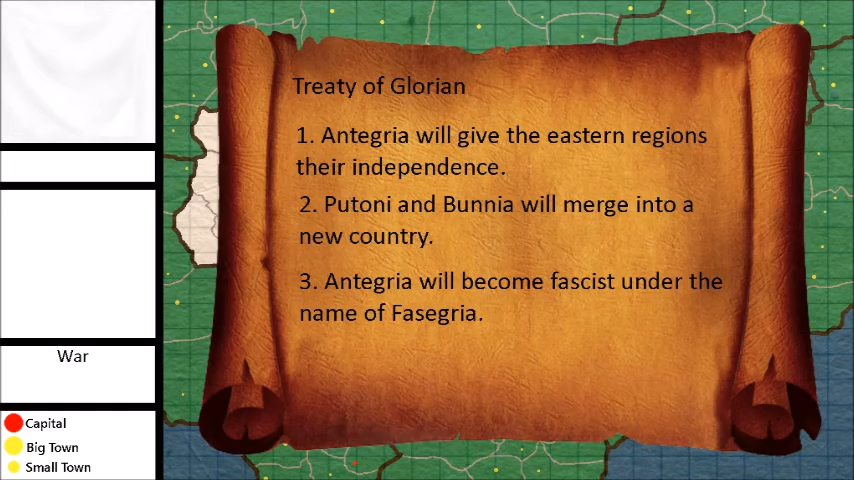 Treaty of Glorian
1. Antegria will give the eastern regions
their independence.
2. Putoni and Bunnia will merge into a
new country.
3. Antegria will become fascist under the
name of Fasegria.
War
Capital
Big Town
Small Town